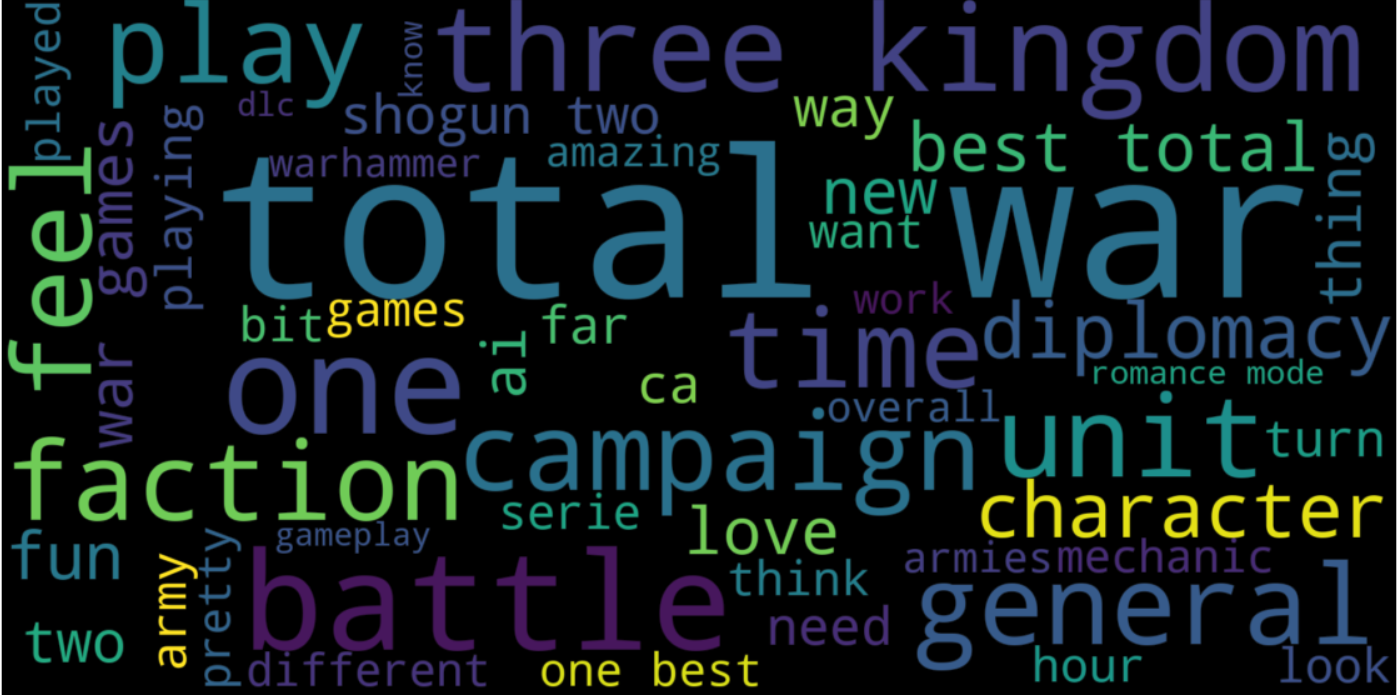 played
play
know
three kingdom
dlc
shogun two
way
best total
games
playing
warhammer
amazing
thing
feel
total war
new
want
work
bit
games
far
ai
time
diplomacy
war
one
ca
romance mode
overall
faction
campaign
unit
turn
character
serie
love
fun
gameplay
army
pretty
battle
think
armies
mechanic
general
two
need
different
one best
hour
look